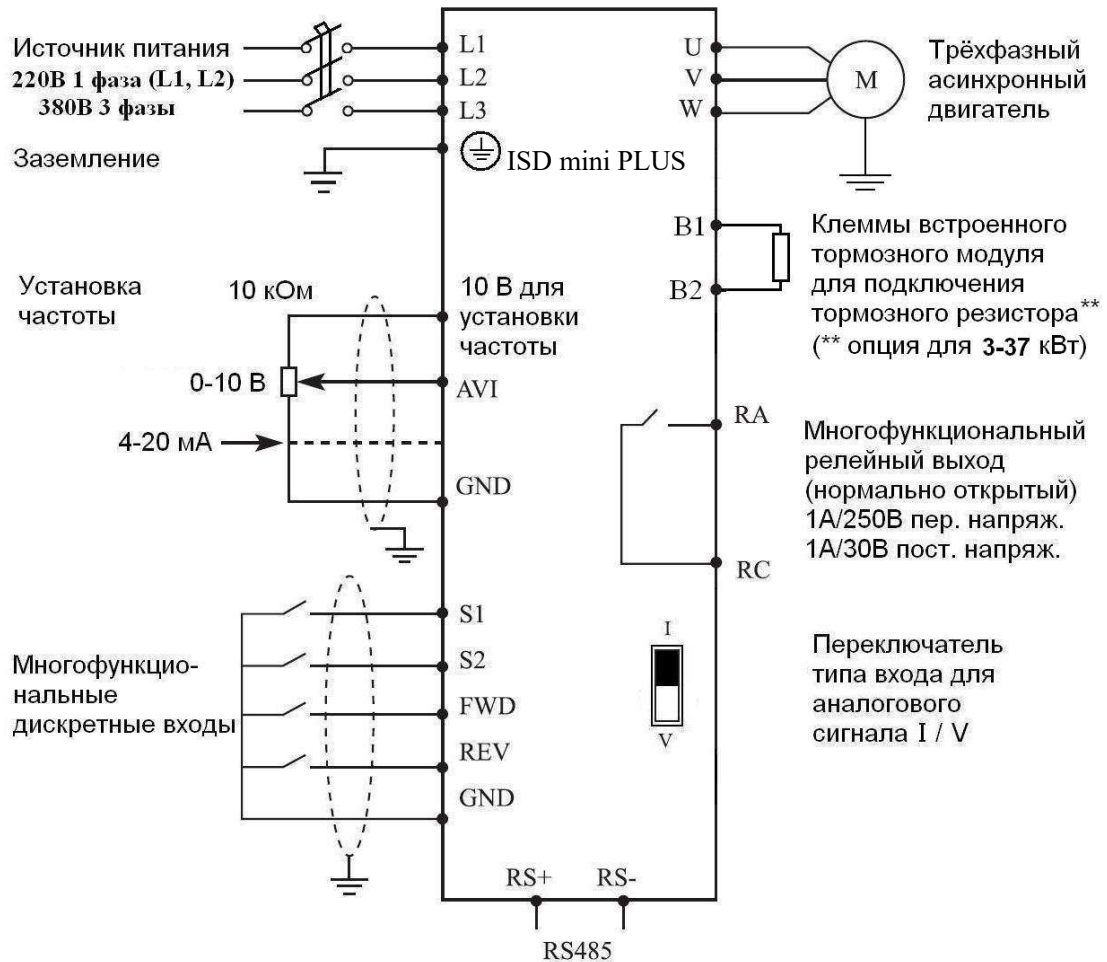 Источник питания
220В 1 фаза (L1, L2)
380В 3 фазы
Заземление
L1
L2
L3
ISD mini PLUS
U
V
W
M
Трёхфазный
асинхронный
двигатель
B1
B2
Клеммы встроенного
тормозного модуля
для подключения
тормозного резистора**
(** опция для 3-37 кВт)
Установка
частоты
10 кОм
0-10 В
4-20 мА
10 В для
установки
частоты
AVI
GND
RA
RC
Многофункциональный
релейный выход
(нормально открытый)
1А/250В пер. напряж.
1А/30В пост. напряж.
Многофункцио-
нальные
дискретные входы
S1
S2
FWD
REV
GND
I
V
Переключатель
типа входа для
аналогового
сигнала I / V
RS+ RS-
RS485